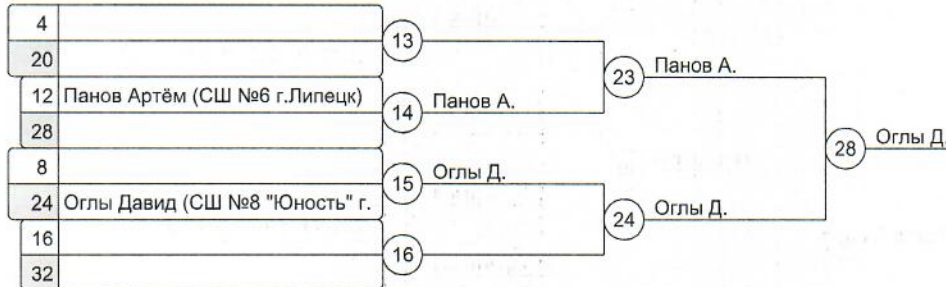 4
13
20
23
Панов А.
12 Панов Артём (СШ №6 г.Липецк)
14
Панов А.
28
28
Оглы Д.
8
15
Оглы Д.
24 Оглы Давид (СШ №8 "Юность" г.
24
Оглы Д.
16
16
32